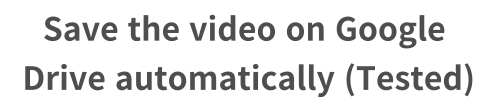 Save the video on Google
Drive automatically (Tested)